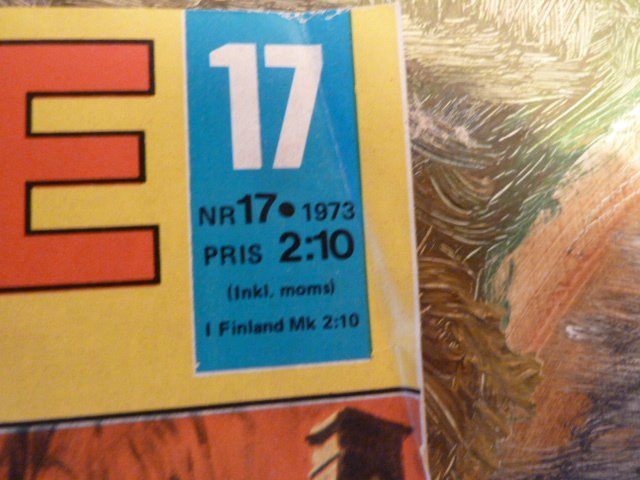 E
17
NR 17 • 1973
PRIS 2:10
(Inkl. moms)
I Finland Mk 2:10